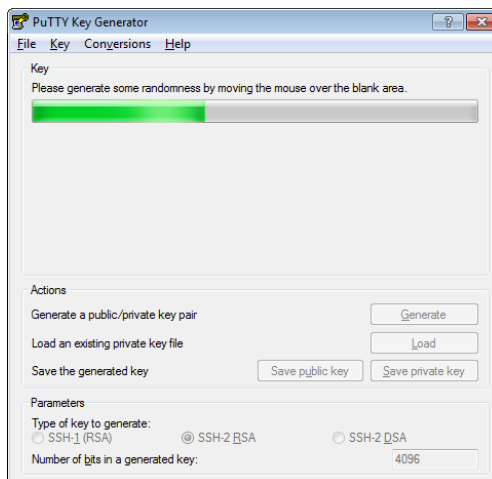 PuTTY Key Generator
File Key Conversions Help
Key
Please generate some randomness by moving the mouse over the blank area.
Actions
Generate a public/private key pair Generate
Load an existing private key file Load
Save the generated key Save public key Save private key
Parameters
Type of key to generate:
SSH-1 (RSA) SSH-2 RSA SSH-2 DSA
Number of bits in a generated key: 4096